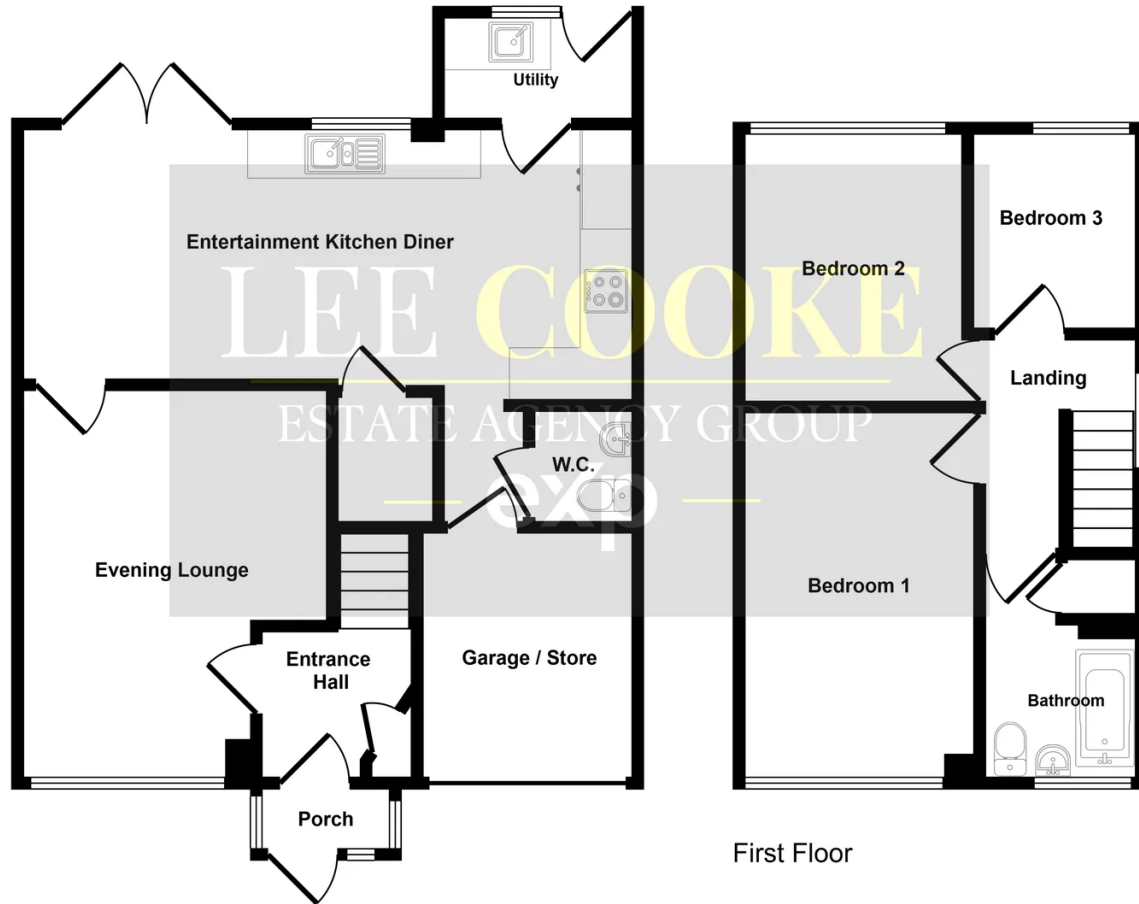 Utility
Entertainment Kitchen Diner
Bedroom 3
Bedroom 2
LEE COOKE
Landing
ESTATE AGENCY GROUP
W.C.
exp
Evening Lounge
Bedroom 1
Entrance
Hall
Garage / Store
Bathroom
Porch
First Floor